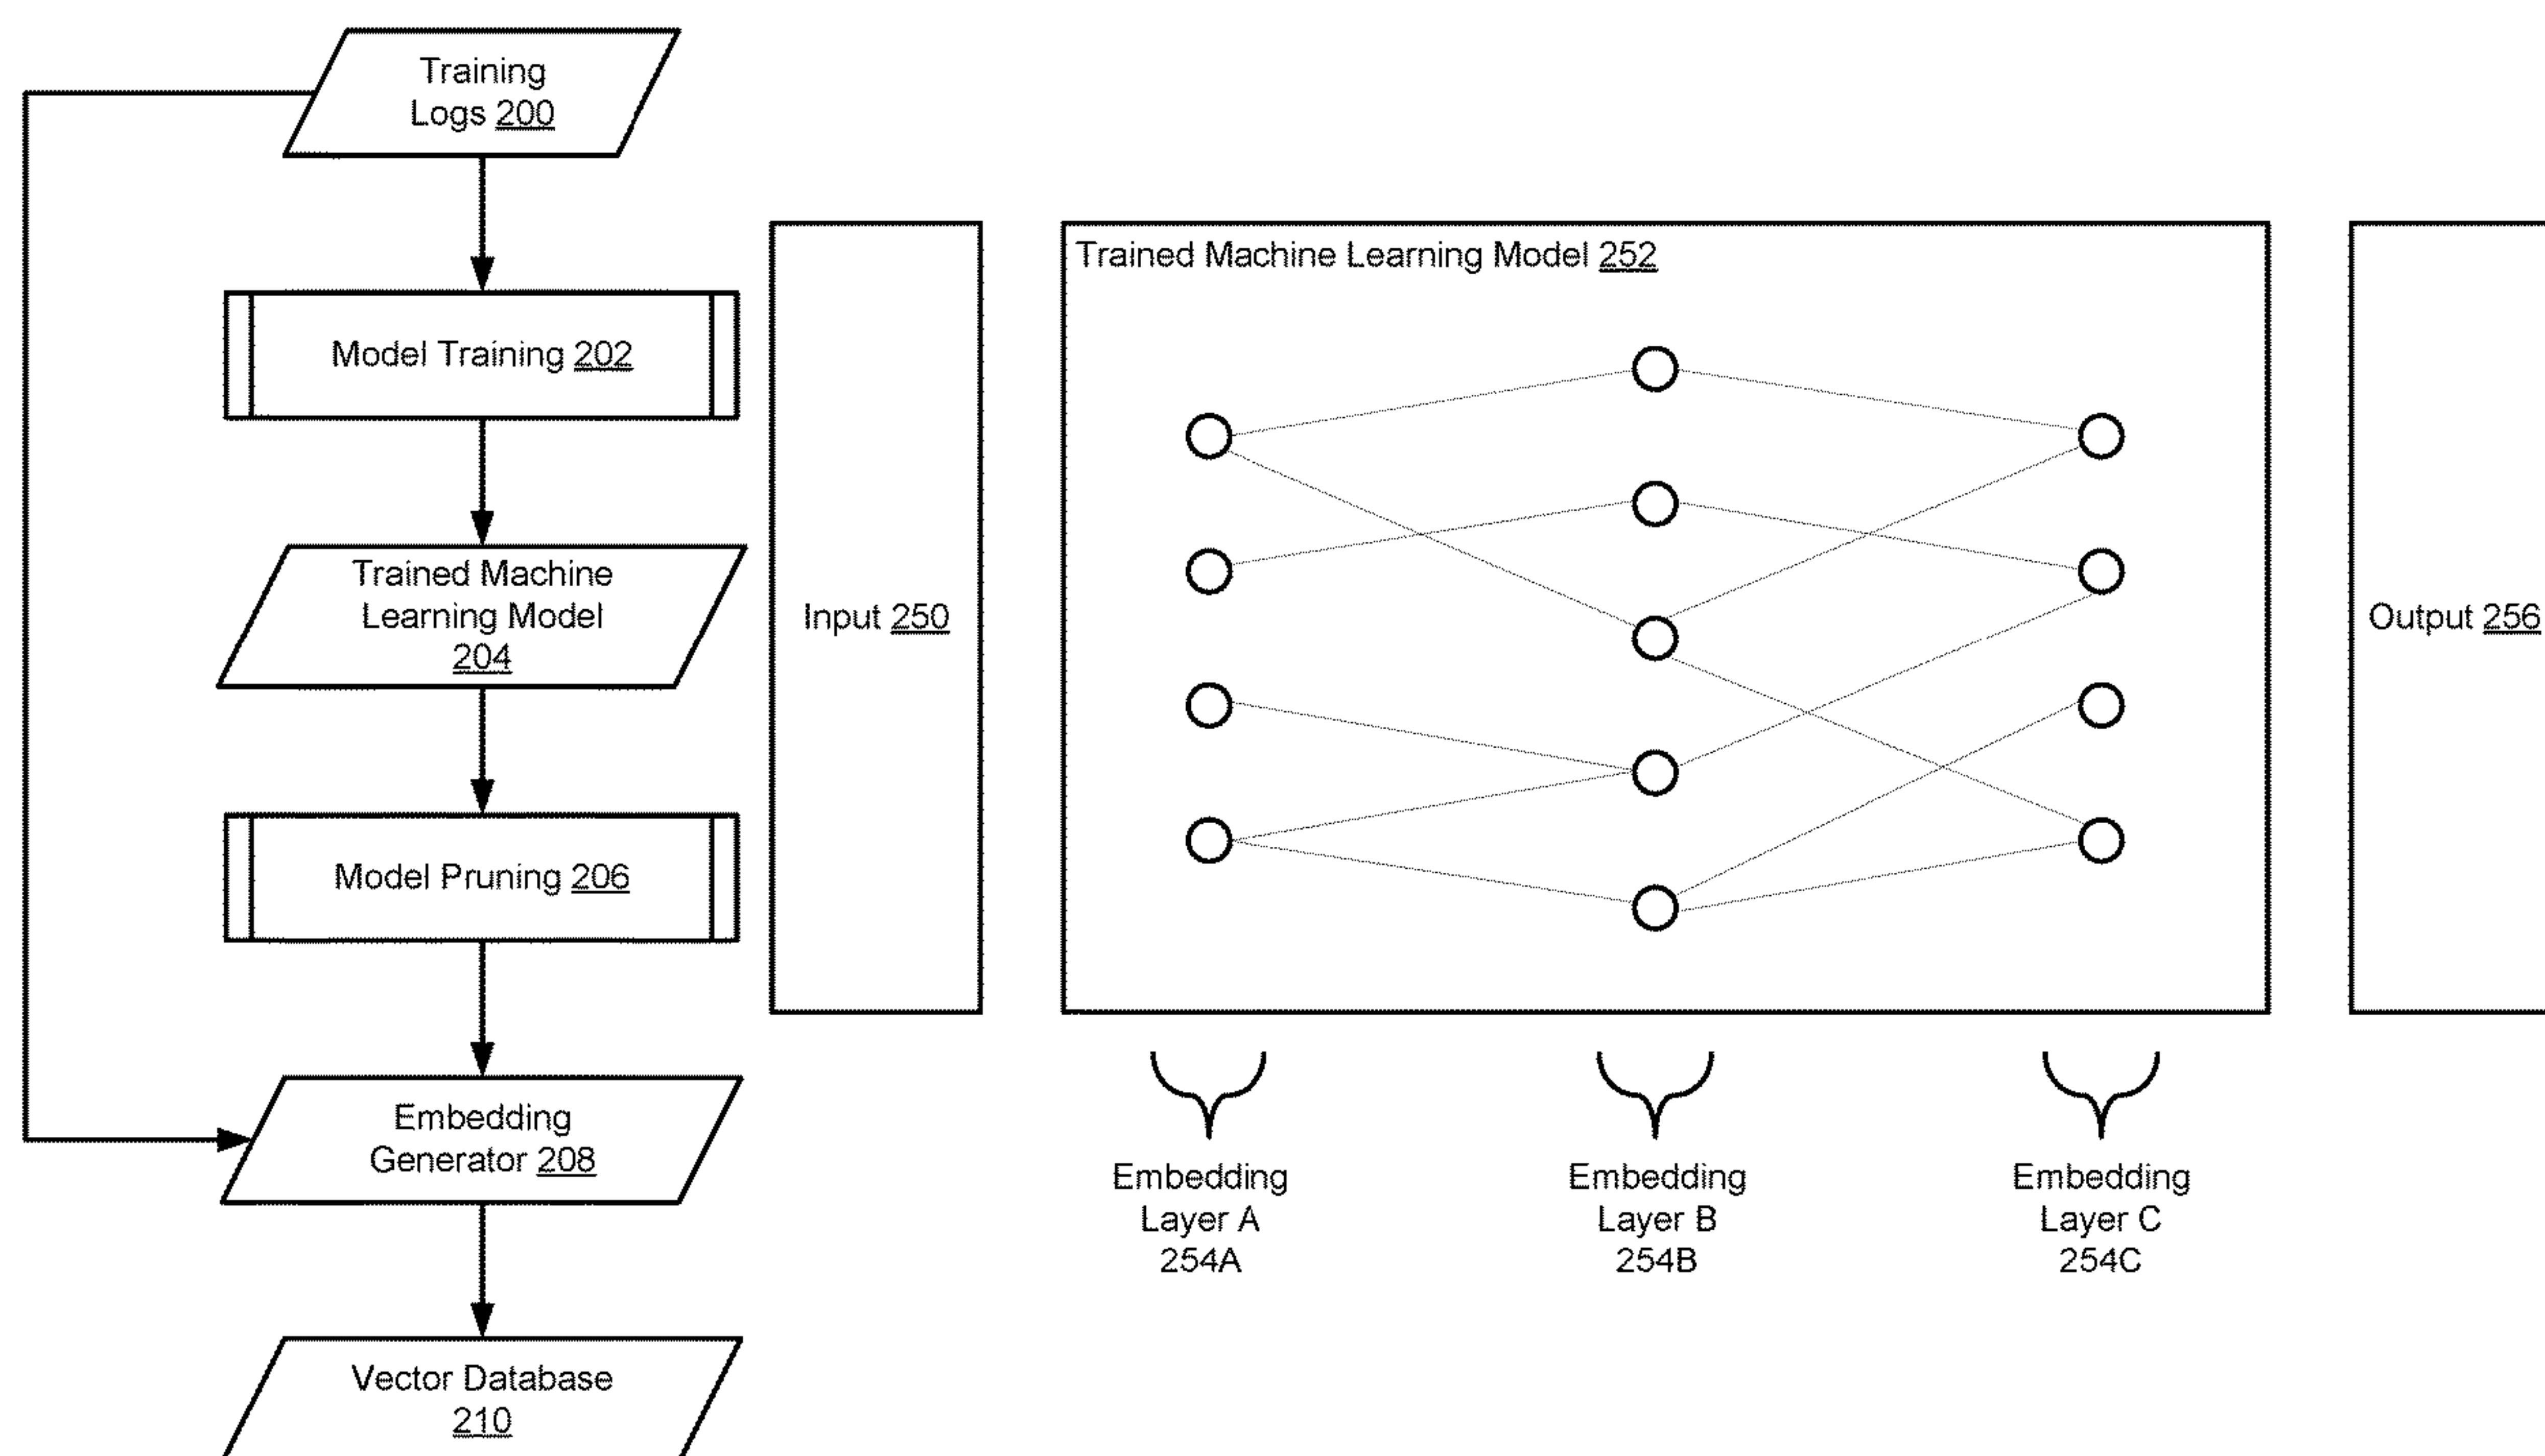 Training
Logs 200
Model Training 202
Trained Machine
Learning Model
204
Model Pruning 206
Embedding
Generator 208
Vector Database
210
Input 250
Trained Machine Learning Model 252
Output 256
Embedding
Layer A
254A
Embedding
Layer B
254B
Embedding
Layer C
254C